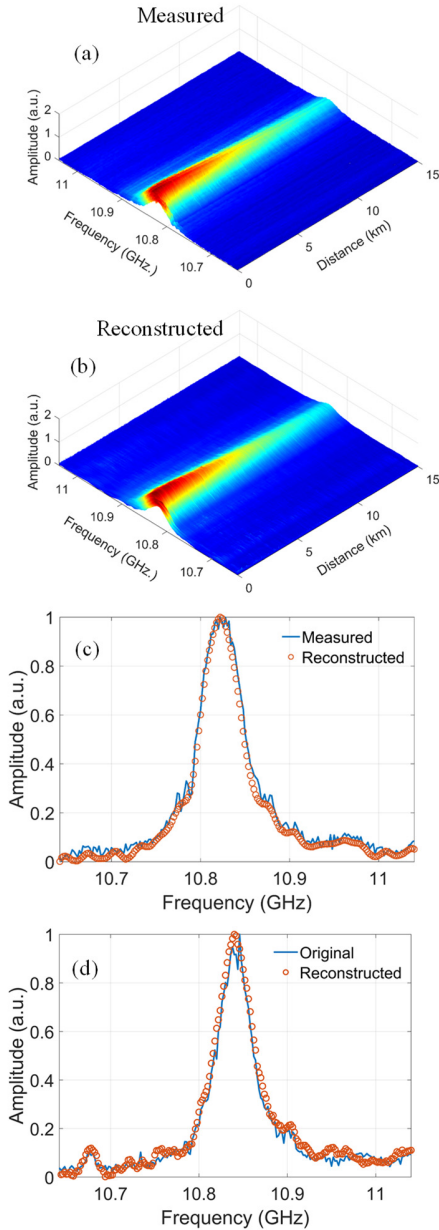 Measured
(a)
Amplitude (a.u.)
2
1
0
11
10.9
10.8
10.7
Frequency (GHz.)
0
5
10
15
Distance (km)
Reconstructed
(b)
Amplitude (a.u.)
2
1
0
11
10.9
10.8
10.7
Frequency (GHz.)
0
5
10
15
Distance (km)
(c)
Measured
Reconstructed
Amplitude (a.u.)
1
0.8
0.6
0.4
0.2
0
10.7 10.8 10.9 11
Frequency (GHz)
(d)
Original
Reconstructed
Amplitude (a.u.)
1
0.8
0.6
0.4
0.2
0
10.7 10.8 10.9 11
Frequency (GHz)